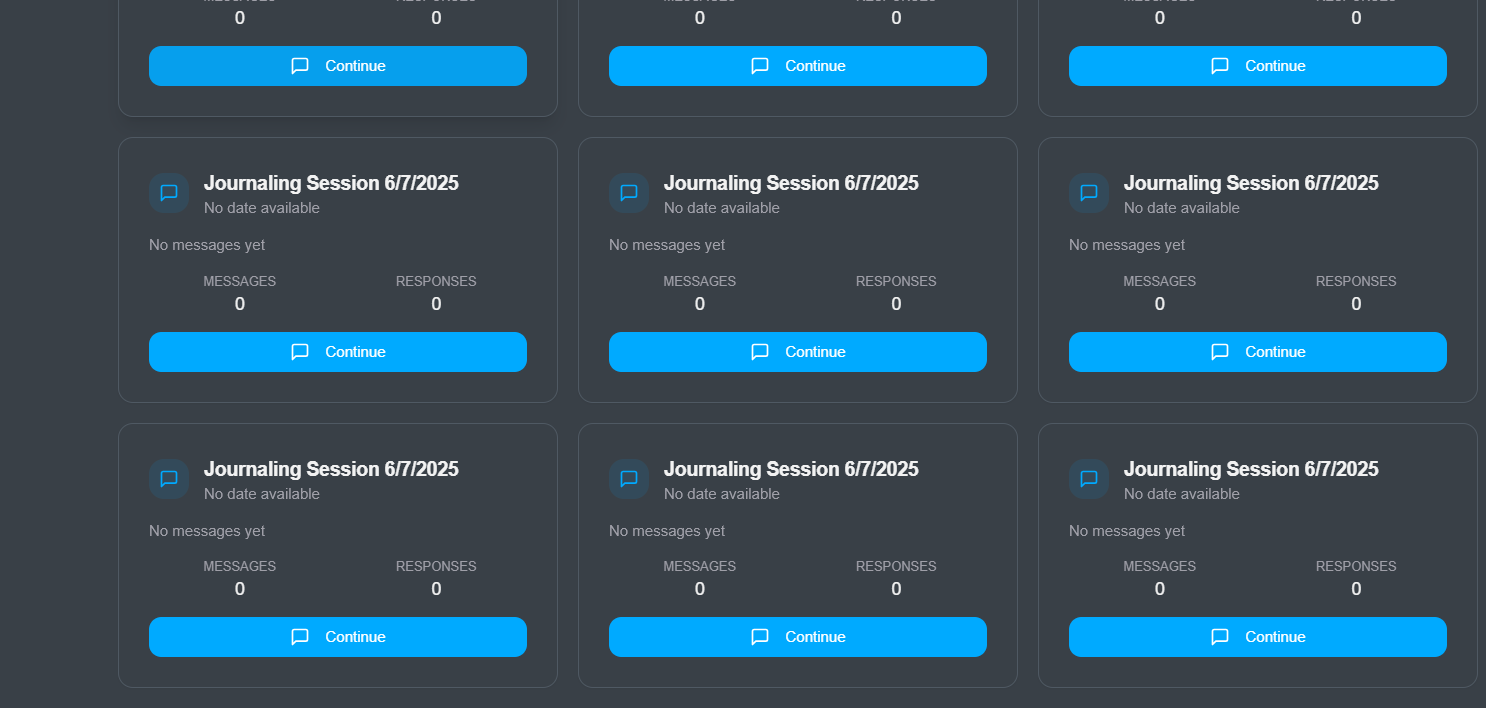 0 0 0 0 0 0
Continue Continue Continue
Journaling Session 6/7/2025 Journaling Session 6/7/2025 Journaling Session 6/7/2025
No date available No date available No date available
No messages yet No messages yet No messages yet
MESSAGES RESPONSES MESSAGES RESPONSES MESSAGES RESPONSES
0 0 0 0 0 0
Continue Continue Continue
Journaling Session 6/7/2025 Journaling Session 6/7/2025 Journaling Session 6/7/2025
No date available No date available No date available
No messages yet No messages yet No messages yet
MESSAGES RESPONSES MESSAGES RESPONSES MESSAGES RESPONSES
0 0 0 0 0 0
Continue Continue Continue